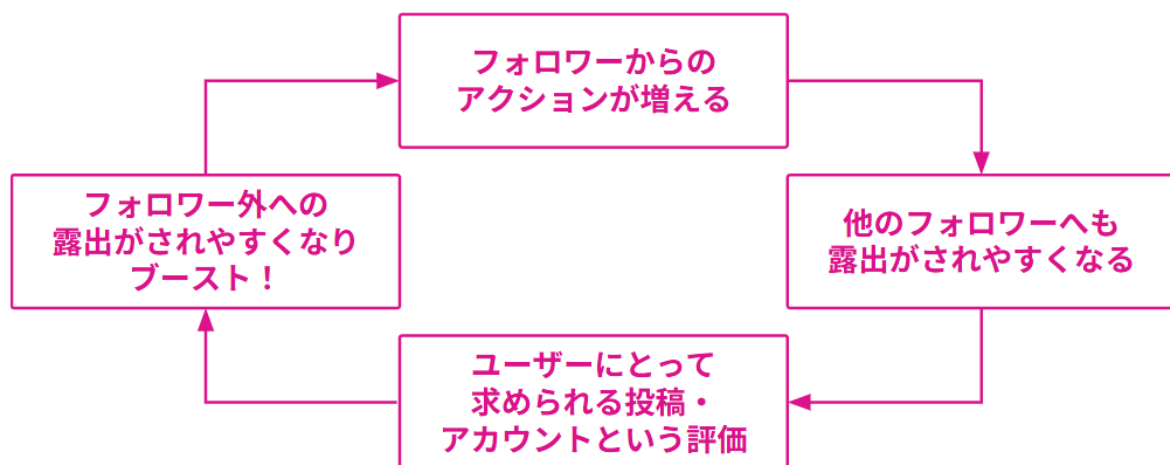 フォロワーからの
アクションが増える
フォロワー外への
露出がされやすくなり
ブースト！
他のフォロワーへも
露出がされやすくなる
ユーザーにとって
求められる投稿・
アカウントという評価